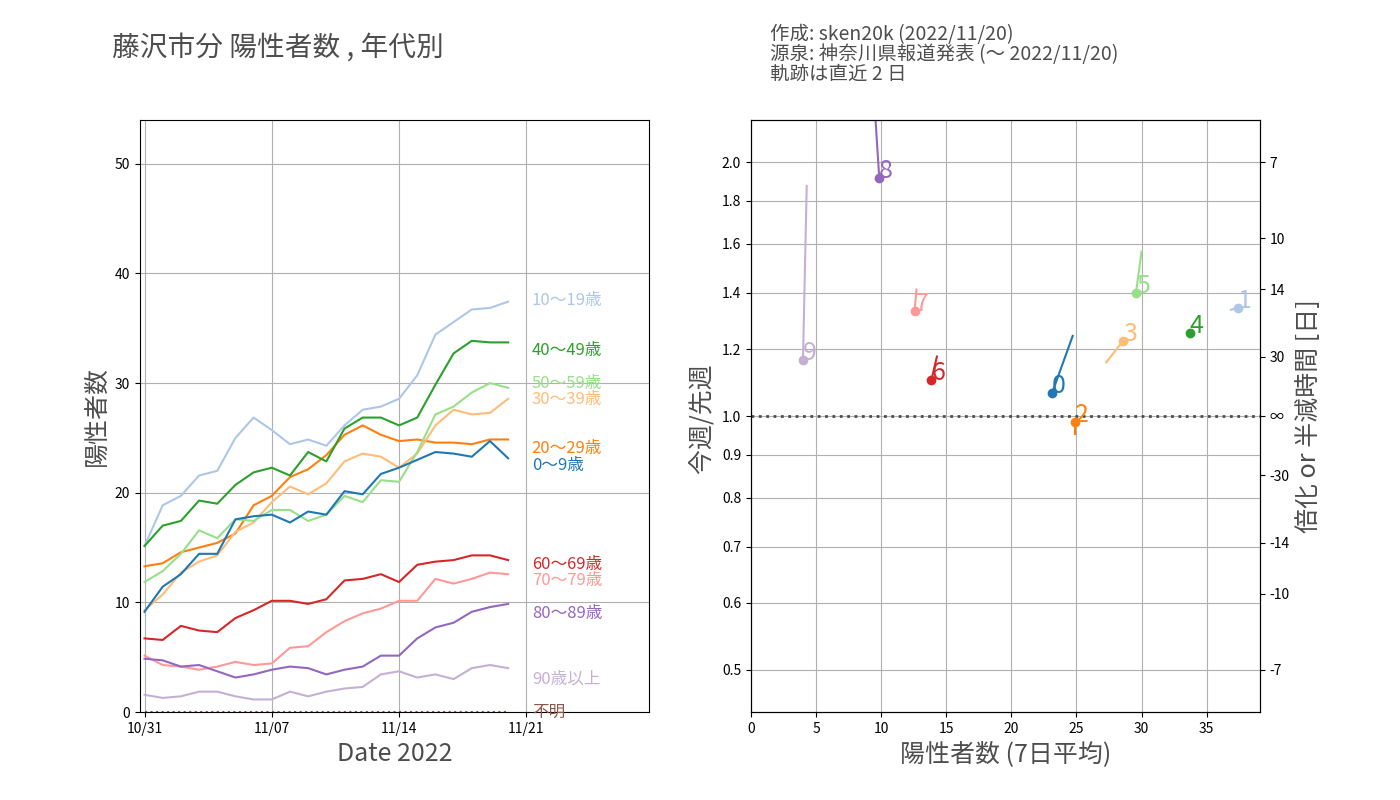 藤沢市分 陽性者数 , 年代別
作成: sken20k (2022/11/20)
源泉: 神奈川県報道発表 (〜 2022/11/20)
軌跡は直近 2 日
陽性者数
50
40
30
20
10
0
10/31
11/07
11/14
11/21
Date 2022
10〜19歳
40〜49歳
50〜59歳
30〜39歳
20〜29歳
0〜9歳
60〜69歳
70〜79歳
80〜89歳
90歳以上
不明
今週/先週
2.0
1.8
1.6
1.4
1.2
1.0
0.9
0.8
0.7
0.6
0.5
8
7
5
1
4
3
9
6
0
2
0
5
10
15
20
25
30
35
陽性者数 (7日平均)
7
10
14
30
∞
-30
-14
-10
-7
倍化 or 半減時間 [日]